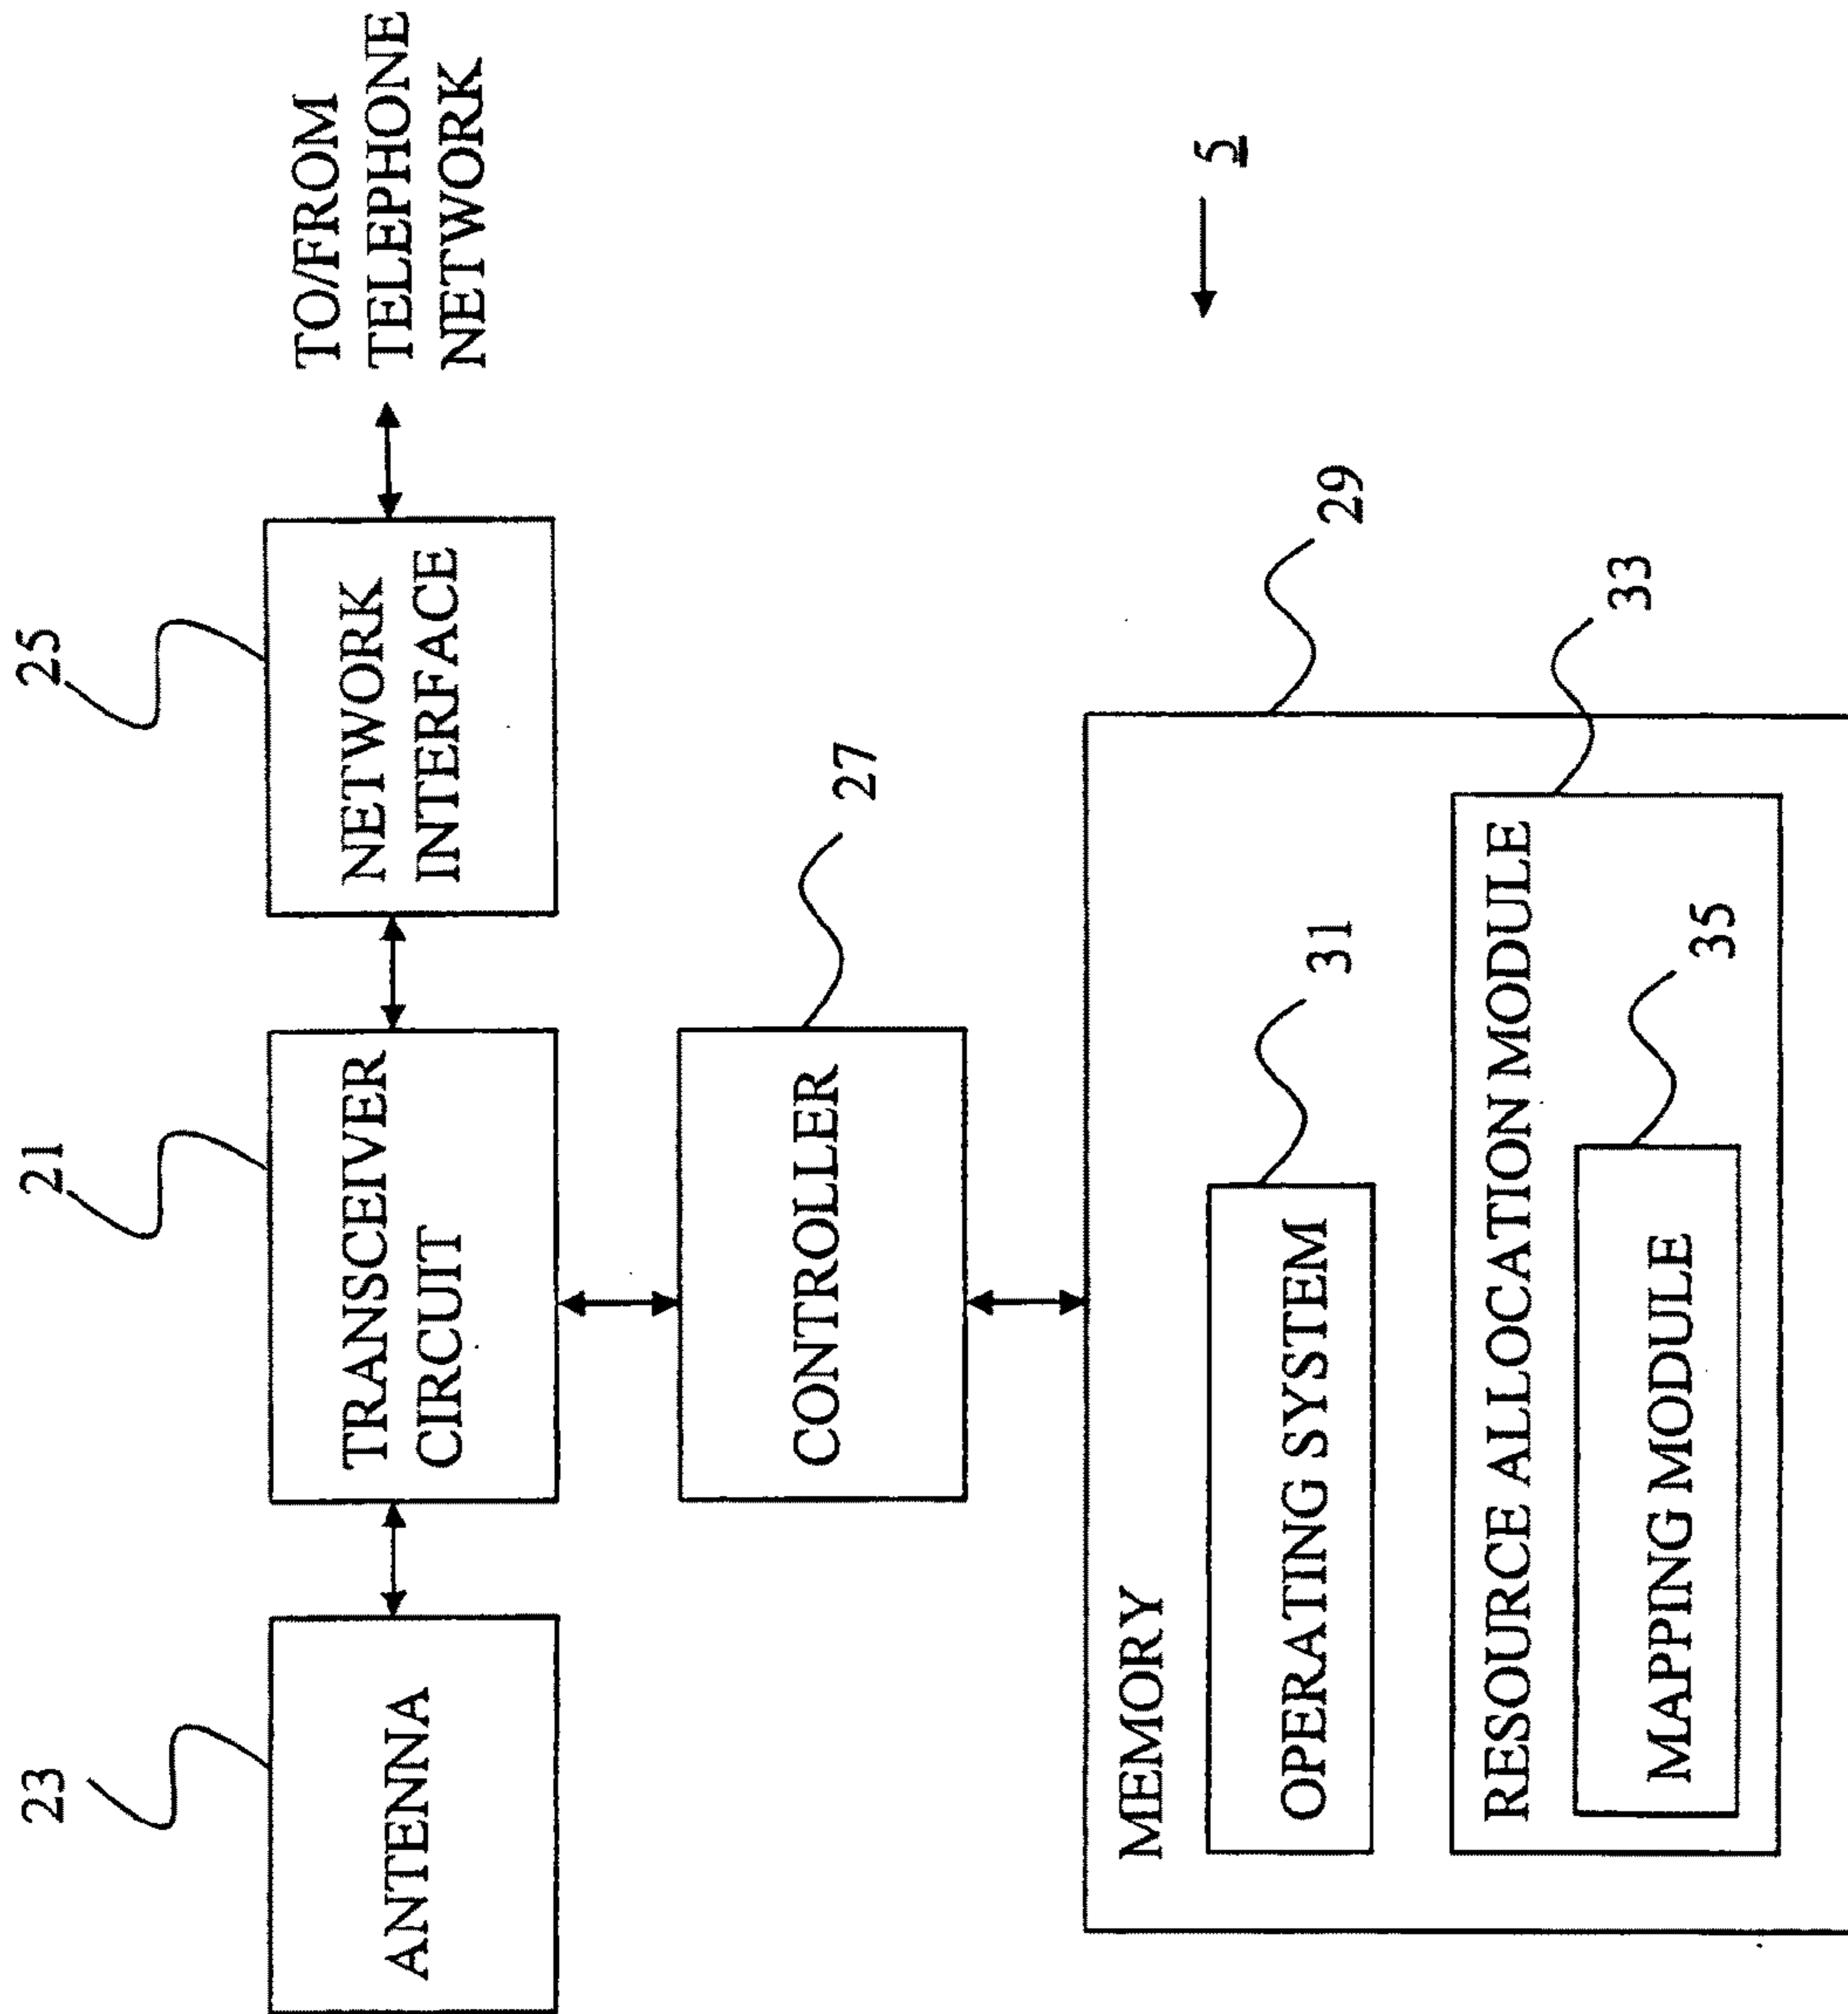 23
21
25
ANTENNA
TRANSCEIVER
CIRCUIT
NETWORK
INTERFACE
TO/FROM
TELEPHONE
NETWORK
CONTROLLER
27
MEMORY
29
5
OPERATING SYSTEM
31
RESOURCE ALLOCATION MODULE
33
MAPPING MODULE
35